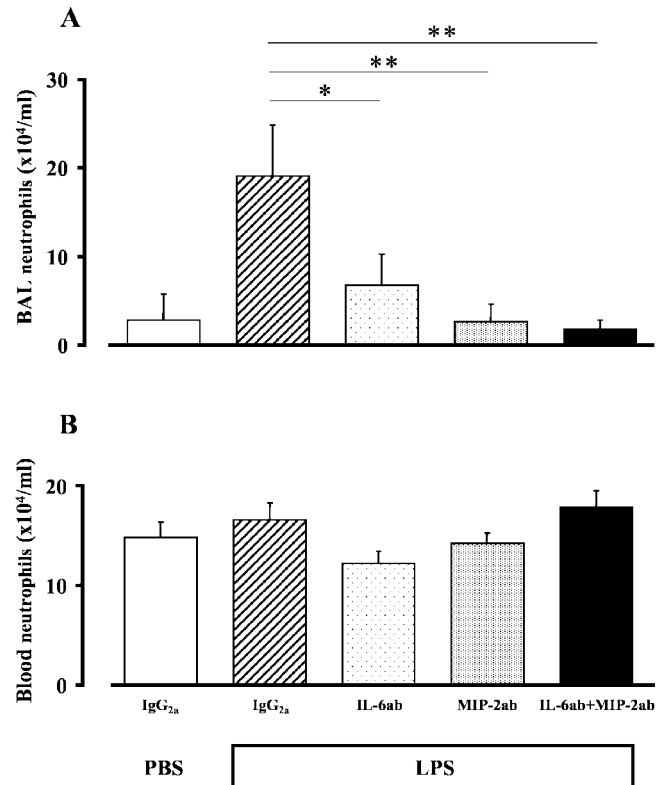 A
**
**
*
30
20
10
0
BAL neutrophils (x10⁴/ml)
B
20
10
0
Blood neutrophils (x10⁴/ml)
IgG₂ₐ IgG₂ₐ IL-6ab MIP-2ab IL-6ab+MIP-2ab
PBS LPS